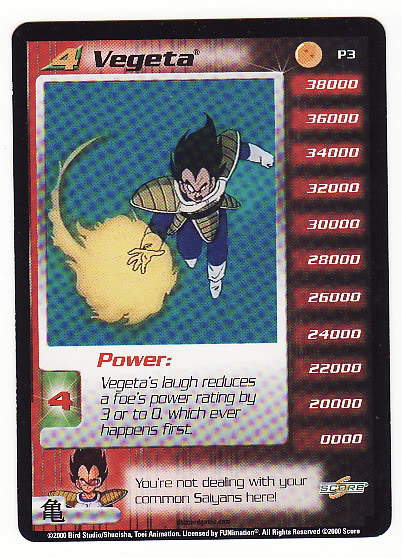 4 Vegeta®
P3
38000
36000
34000
32000
30000
28000
26000
24000
22000
20000
0000
Power:
4
Vegeta's laugh reduces
a foe's power rating by
3 or to 0, which ever
happens first.
You're not dealing with your
common Saiyans here!
SCORE
亀
dbzcardgame.com
©2000 Bird Studio/Shueisha, Toei Animation. Licensed by FUNimation®. All Rights Reserved ©2000 Score